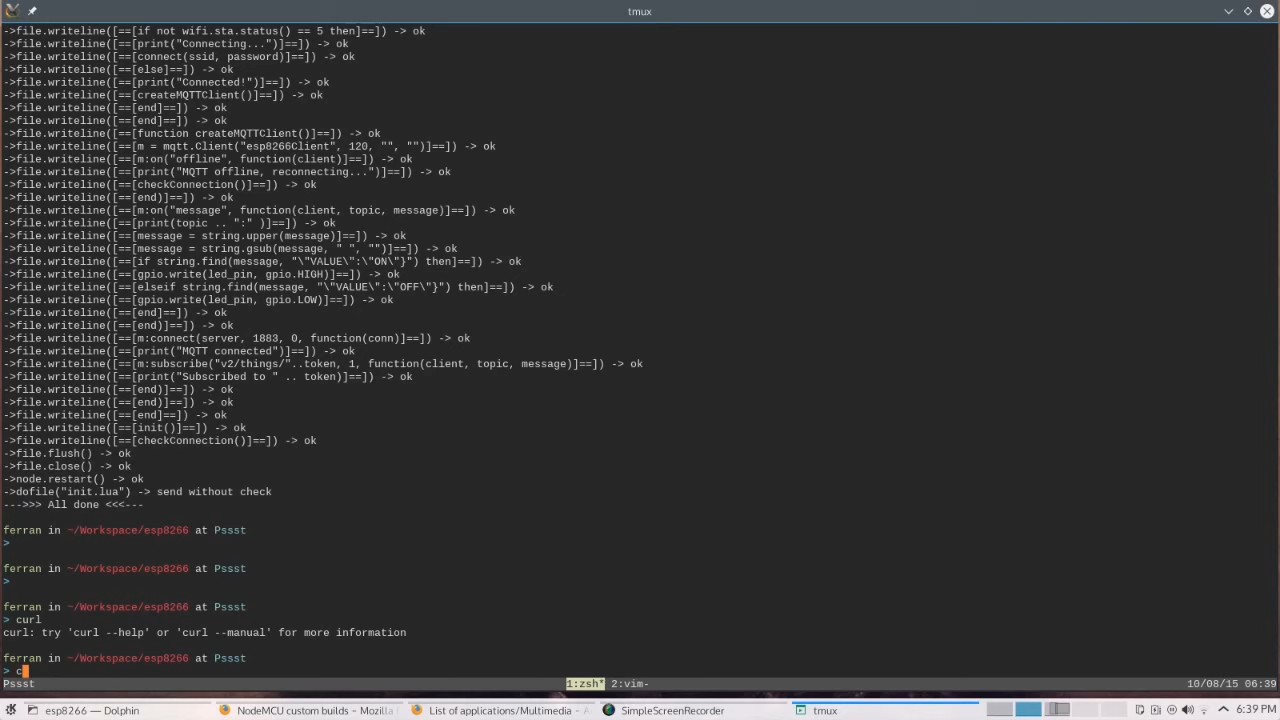 tmux
->file.writeline([==[if not wifi.sta.status() == 5 then]==]) -> ok
->file.writeline([==[print("Connecting...")]==]) -> ok
->file.writeline([==[connect(ssid, password)]==]) -> ok
->file.writeline([==[else]==]) -> ok
->file.writeline([==[print("Connected!")]==]) -> ok
->file.writeline([==[createMQTTClient()]==]) -> ok
->file.writeline([==[end]==]) -> ok
->file.writeline([==[end]==]) -> ok
->file.writeline([==[function createMQTTClient()]==]) -> ok
->file.writeline([==[m = mqtt.Client("esp8266Client", 120, "", "")]==]) -> ok
->file.writeline([==[m:on("offline", function(client)]==]) -> ok
->file.writeline([==[print("MQTT offline, reconnecting...")]==]) -> ok
->file.writeline([==[checkConnection()]==]) -> ok
->file.writeline([==[end)]==]) -> ok
->file.writeline([==[m:on("message", function(client, topic, message)]==]) -> ok
->file.writeline([==[print(topic .. ":" )]==]) -> ok
->file.writeline([==[message = string.upper(message)]==]) -> ok
->file.writeline([==[message = string.gsub(message, " ", "")]==]) -> ok
->file.writeline([==[if string.find(message, "\"VALUE\":\"ON\"}") then]==]) -> ok
->file.writeline([==[gpio.write(led_pin, gpio.HIGH)]==]) -> ok
->file.writeline([==[elseif string.find(message, "\"VALUE\":\"OFF\"}") then]==]) -> ok
->file.writeline([==[gpio.write(led_pin, gpio.LOW)]==]) -> ok
->file.writeline([==[end]==]) -> ok
->file.writeline([==[end)]==]) -> ok
->file.writeline([==[m:connect(server, 1883, 0, function(conn)]==]) -> ok
->file.writeline([==[print("MQTT connected")]==]) -> ok
->file.writeline([==[m:subscribe("v2/things/"..token, 1, function(client, topic, message)]==]) -> ok
->file.writeline([==[print("Subscribed to " .. token)]==]) -> ok
->file.writeline([==[end)]==]) -> ok
->file.writeline([==[end)]==]) -> ok
->file.writeline([==[end]==]) -> ok
->file.writeline([==[init()]==]) -> ok
->file.writeline([==[checkConnection()]==]) -> ok
->file.flush() -> ok
->file.close() -> ok
->node.restart() -> ok
->dofile("init.lua") -> send without check
--->>> All done <<<---
ferran in ~/Workspace/esp8266 at Pssst
>
ferran in ~/Workspace/esp8266 at Pssst
>
ferran in ~/Workspace/esp8266 at Pssst
> curl
curl: try 'curl --help' or 'curl --manual' for more information
ferran in ~/Workspace/esp8266 at Pssst
> c
Pssst 1:zsh* 2:vim- 10/08/15 06:39
esp8266 — Dolphin NodeMCU custom builds - Mozilla List of applications/Multimedia - SimpleScreenRecorder tmux 6:39 PM